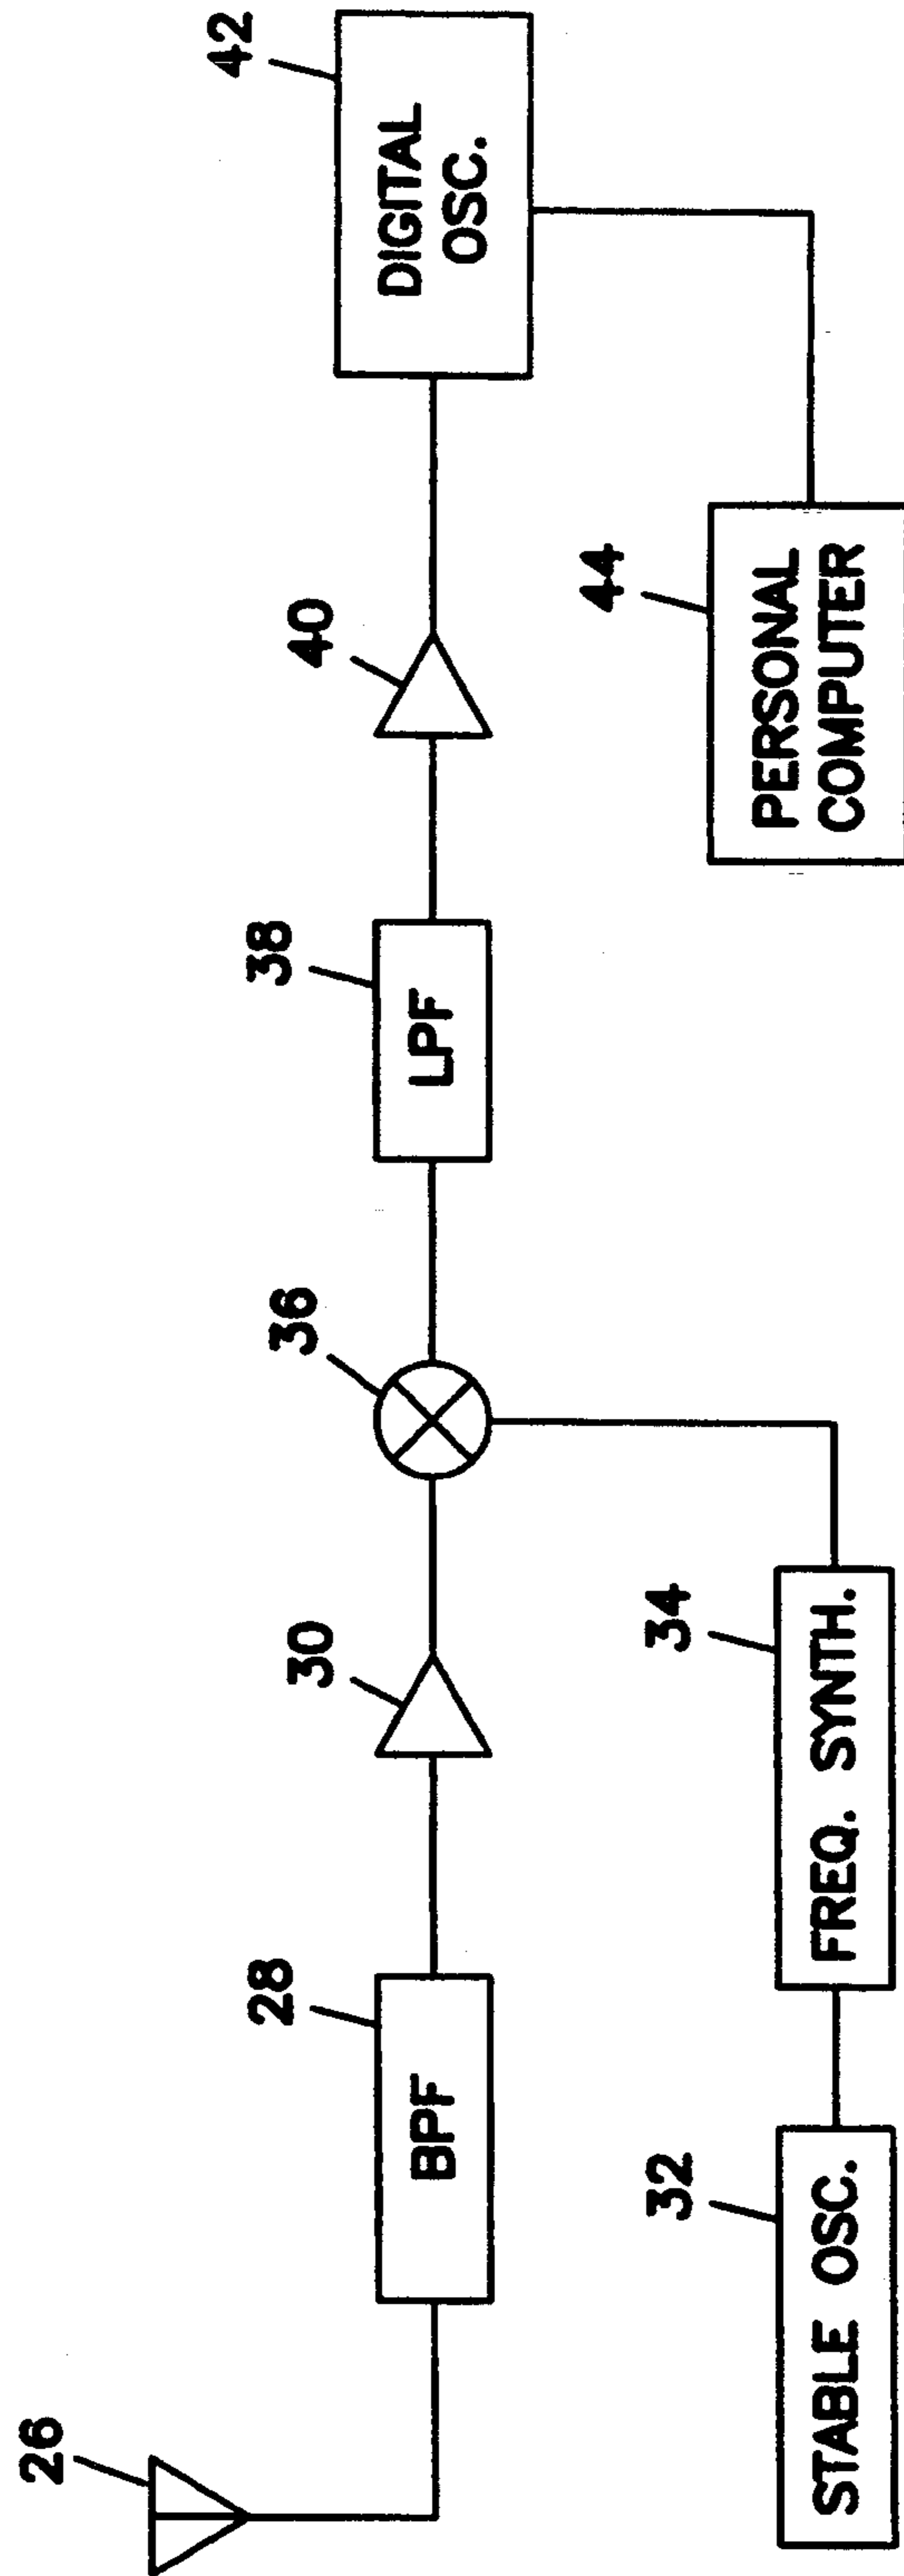 26
28
BPF
30
36
38
LPF
40
42
DIGITAL
OSC.
32
STABLE OSC.
34
FREQ. SYNTH.
44
PERSONAL
COMPUTER